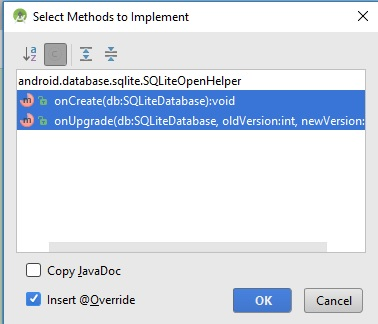 Select Methods to Implement
android.database.sqlite.SQLiteOpenHelper
onCreate(db:SQLiteDatabase):void
onUpgrade(db:SQLiteDatabase, oldVersion:int, newVersion:
Copy JavaDoc
Insert @Override
OK
Cancel